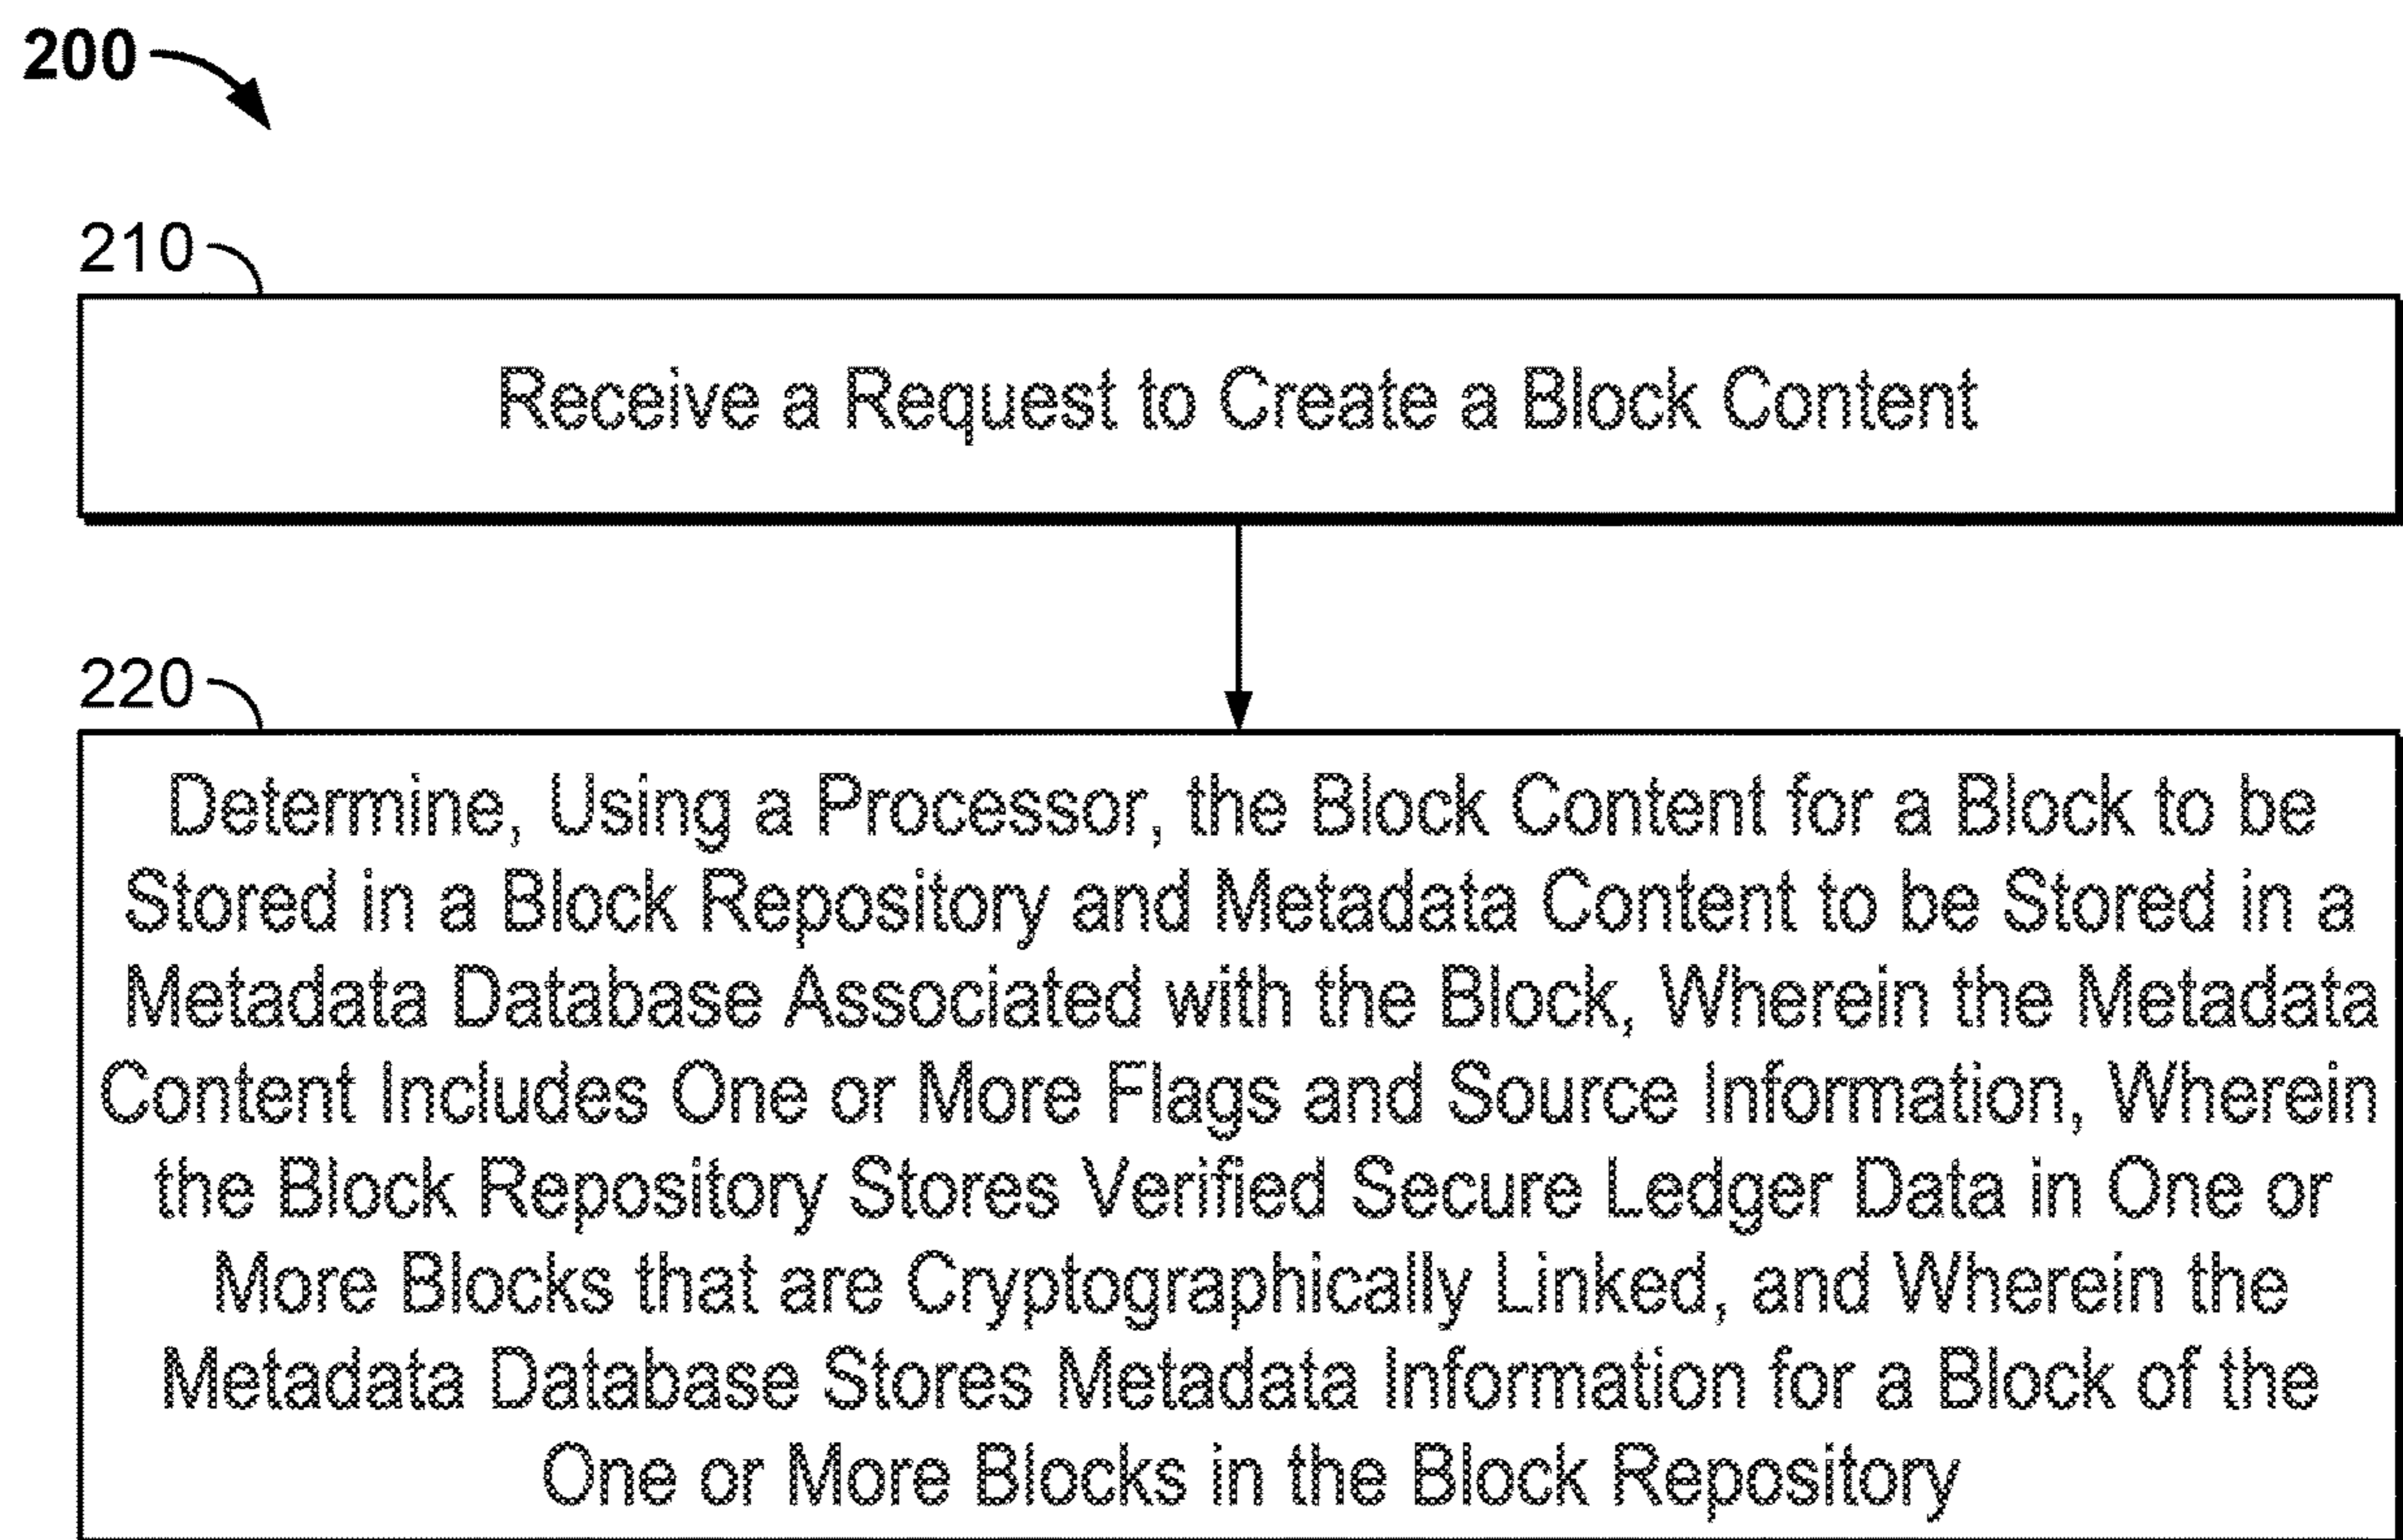 200
210
Receive a Request to Create a Block Content
220
Determine, Using a Processor, the Block Content for a Block to be
Stored in a Block Repository and Metadata Content to be Stored in a
Metadata Database Associated with the Block, Wherein the Metadata
Content Includes One or More Flags and Source Information, Wherein
the Block Repository Stores Verified Secure Ledger Data in One or
More Blocks that are Cryptographically Linked, and Wherein the
Metadata Database Stores Metadata Information for a Block of the
One or More Blocks in the Block Repository